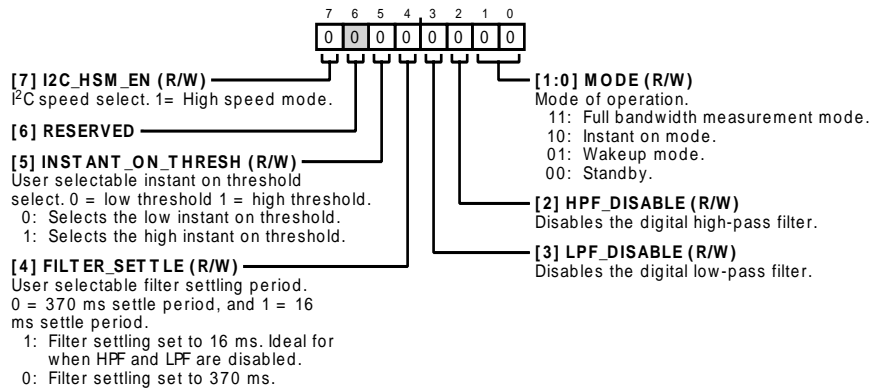 7 6 5 4 3 2 1 0
0 0 0 0 0 0 0 0
[7] I2C_HSM_EN (R/W)
I2C speed select. 1= High speed mode.
[6] RESERVED
[5] INSTANT_ON_THRESH (R/W)
User selectable instant on threshold
select. 0 = low threshold 1 = high threshold.
0: Selects the low instant on threshold.
1: Selects the high instant on threshold.
[4] FILTER_SETTLE (R/W)
User selectable filter settling period.
0 = 370 ms settle period, and 1 = 16
ms settle period.
1: Filter settling set to 16 ms. Ideal for
when HPF and LPF are disabled.
0: Filter settling set to 370 ms.
[1:0] MODE (R/W)
Mode of operation.
11: Full bandwidth measurement mode.
10: Instant on mode.
01: Wakeup mode.
00: Standby.
[2] HPF_DISABLE (R/W)
Disables the digital high-pass filter.
[3] LPF_DISABLE (R/W)
Disables the digital low-pass filter.